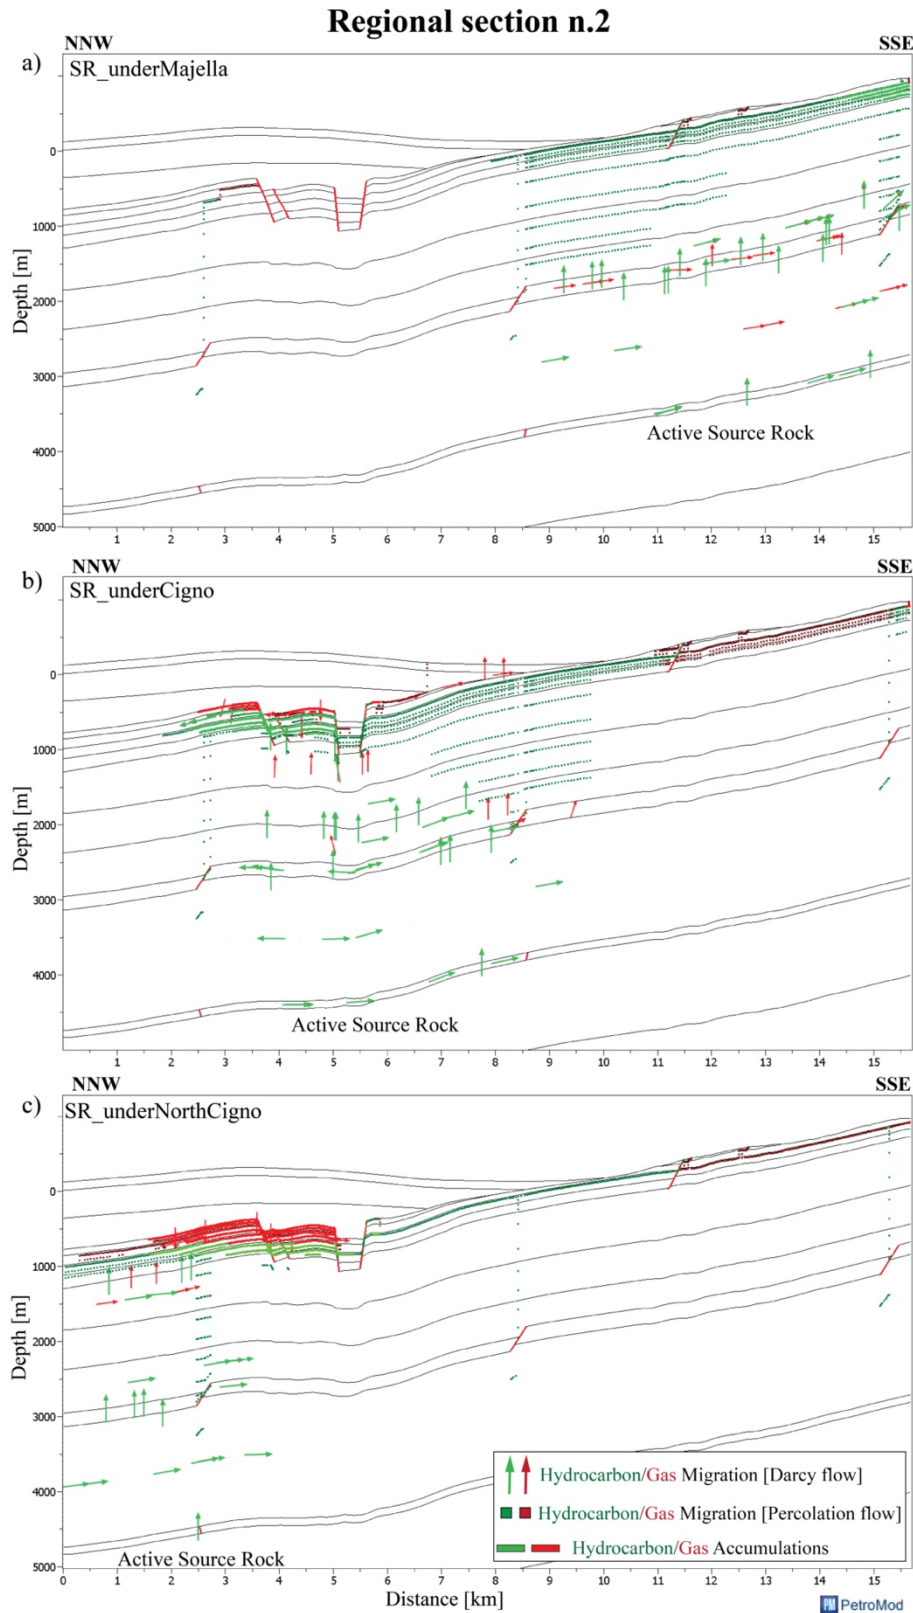 Regional section n.2
NNW SSE
a) SR_underMajella
Depth [m]
0
1000
2000
3000
4000
5000
Active Source Rock
0 1 2 3 4 5 6 7 8 9 10 11 12 13 14 15
NNW SSE
b) SR_underCigno
Depth [m]
0
1000
2000
3000
4000
Active Source Rock
1 2 3 4 5 6 7 8 9 10 11 12 13 14 15
NNW SSE
c) SR_underNorthCigno
Depth [m]
0
1000
2000
3000
4000
5000
Active Source Rock
Hydrocarbon/Gas Migration [Darcy flow]
Hydrocarbon/Gas Migration [Percolation flow]
Hydrocarbon/Gas Accumulations
0 1 2 3 4 5 6 7 8 9 10 11 12 13 14 15
Distance [km]
PM PetroMod